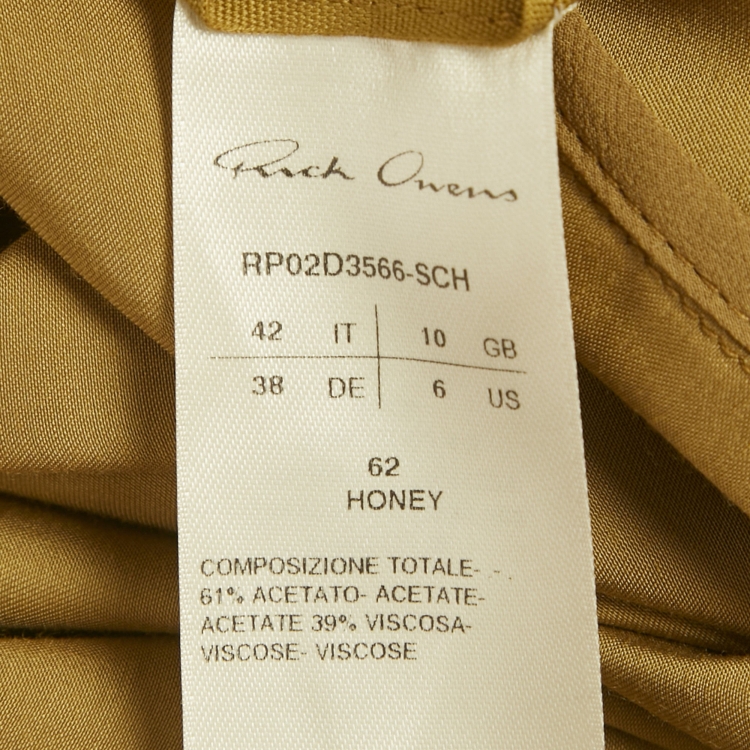 Rick Owens
RP02D3566-SCH
42 IT 10 GB
38 DE 6 US
62
HONEY
COMPOSIZIONE TOTALE-
61% ACETATO- ACETATE-
ACETATE 39% VISCOSA-
VISCOSE- VISCOSE